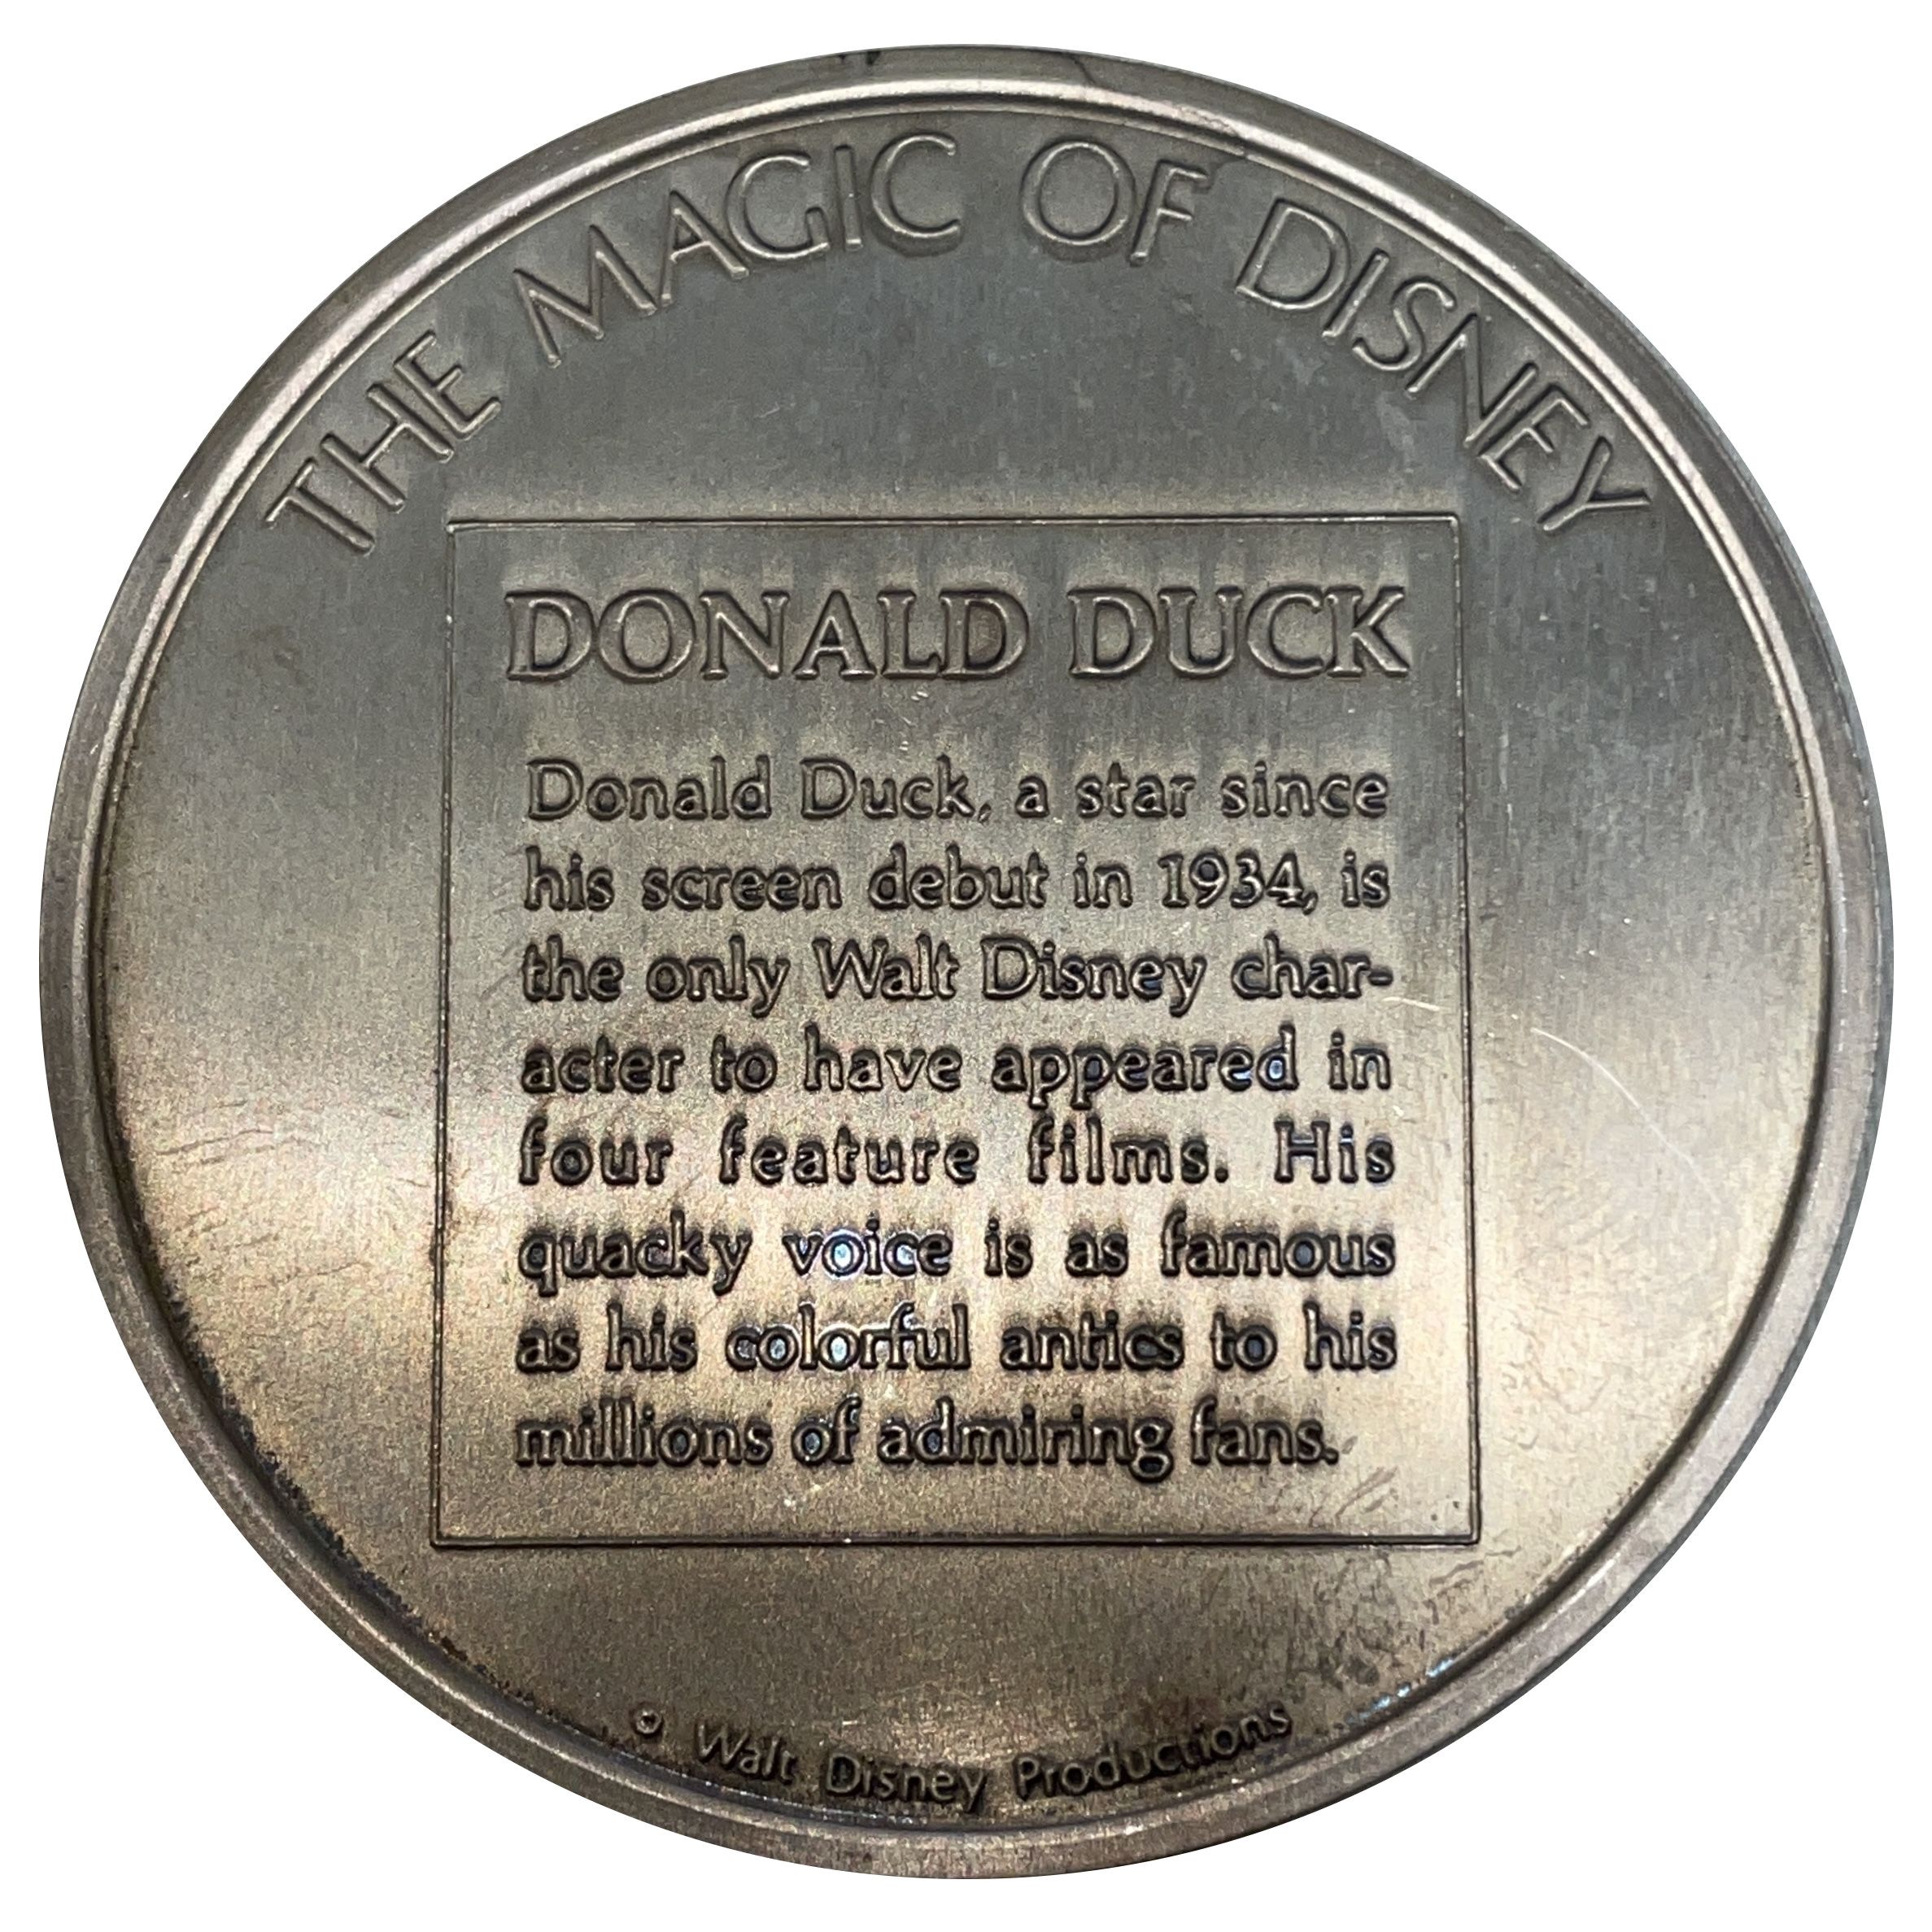 THE MAGIC OF DISNEY
DONALD DUCK
Donald Duck, a star since
his screen debut in 1934, is
the only Walt Disney char-
acter to have appeared in
four feature films. His
quacky voice is as famous
as his colorful antics to his
millions of admiring fans.
© Walt Disney Productions